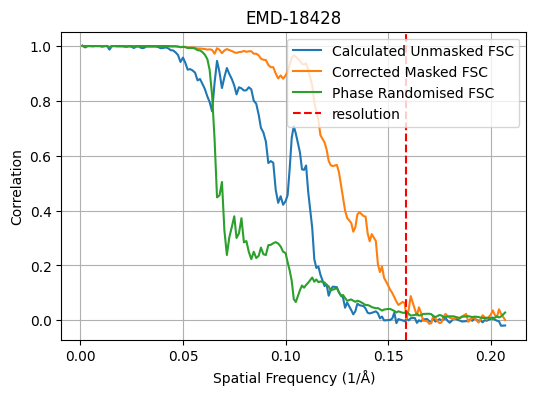 EMD-18428
Calculated Unmasked FSC
Corrected Masked FSC
Phase Randomised FSC
resolution
Correlation
1.0
0.8
0.6
0.4
0.2
0.0
0.00 0.05 0.10 0.15 0.20
Spatial Frequency (1/Å)